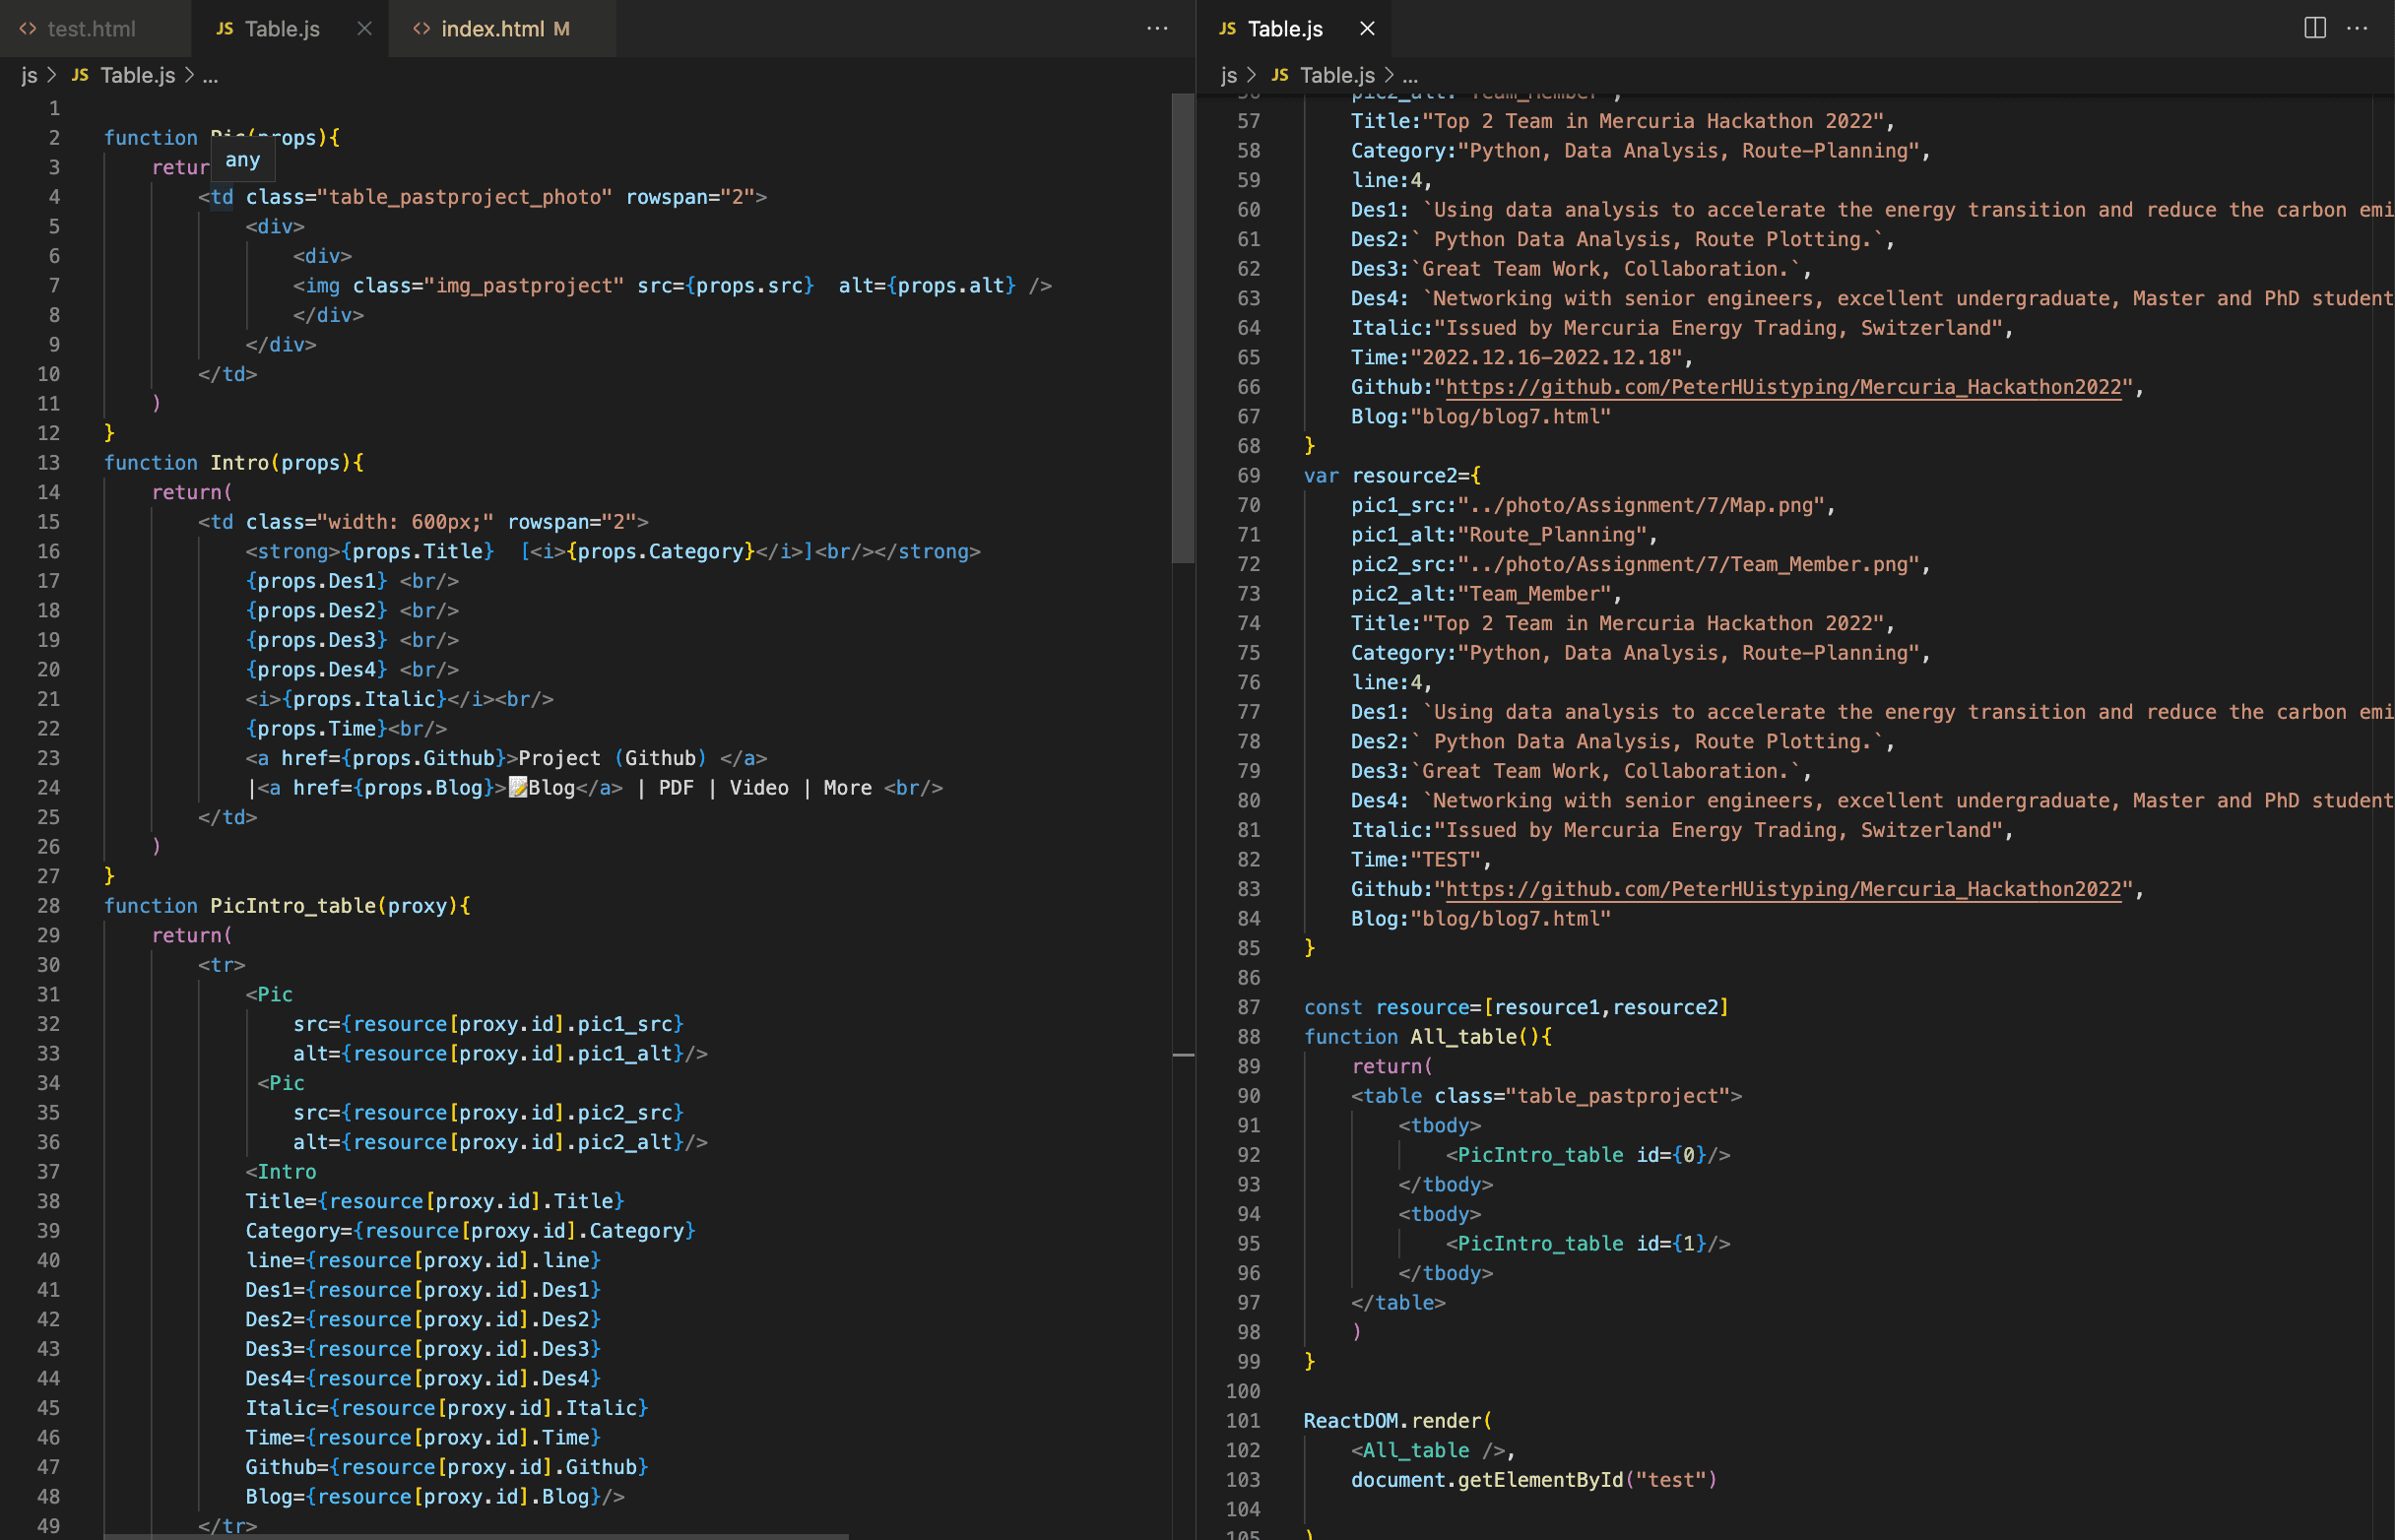 test.html
JS Table.js
index.html M
...
js > JS Table.js > ...
1
2 function Pic(props){
any
3 retur
4 <td class="table_pastproject_photo" rowspan="2">
5 <div>
6 <div>
7 <img class="img_pastproject" src={props.src}  alt={props.alt} />
8 </div>
9 </div>
10 </td>
11 )
12 }
13 function Intro(props){
14 return(
15 <td class="width: 600px;" rowspan="2">
16 <strong>{props.Title}  [<i>{props.Category}</i>]<br/></strong>
17 {props.Des1} <br/>
18 {props.Des2} <br/>
19 {props.Des3} <br/>
20 {props.Des4} <br/>
21 <i>{props.Italic}</i><br/>
22 {props.Time}<br/>
23 <a href={props.Github}>Project (Github) </a>
24 |<a href={props.Blog}>📝Blog</a> | PDF | Video | More <br/>
25 </td>
26 )
27 }
28 function PicIntro_table(proxy){
29 return(
30 <tr>
31 <Pic
32 src={resource[proxy.id].pic1_src}
33 alt={resource[proxy.id].pic1_alt}/>
34 <Pic
35 src={resource[proxy.id].pic2_src}
36 alt={resource[proxy.id].pic2_alt}/>
37 <Intro
38 Title={resource[proxy.id].Title}
39 Category={resource[proxy.id].Category}
40 line={resource[proxy.id].line}
41 Des1={resource[proxy.id].Des1}
42 Des2={resource[proxy.id].Des2}
43 Des3={resource[proxy.id].Des3}
44 Des4={resource[proxy.id].Des4}
45 Italic={resource[proxy.id].Italic}
46 Time={resource[proxy.id].Time}
47 Github={resource[proxy.id].Github}
48 Blog={resource[proxy.id].Blog}/>
49 </tr>
JS Table.js
...
js > JS Table.js > ...
56 pic2_alt:"Team_Member",
57 Title:"Top 2 Team in Mercuria Hackathon 2022",
58 Category:"Python, Data Analysis, Route-Planning",
59 line:4,
60 Des1: `Using data analysis to accelerate the energy transition and reduce the carbon emi
61 Des2:` Python Data Analysis, Route Plotting.`,
62 Des3:`Great Team Work, Collaboration.`,
63 Des4: `Networking with senior engineers, excellent undergraduate, Master and PhD student
64 Italic:"Issued by Mercuria Energy Trading, Switzerland",
65 Time:"2022.12.16-2022.12.18",
66 Github:"https://github.com/PeterHUistyping/Mercuria_Hackathon2022",
67 Blog:"blog/blog7.html"
68 }
69 var resource2={
70 pic1_src:"../photo/Assignment/7/Map.png",
71 pic1_alt:"Route_Planning",
72 pic2_src:"../photo/Assignment/7/Team_Member.png",
73 pic2_alt:"Team_Member",
74 Title:"Top 2 Team in Mercuria Hackathon 2022",
75 Category:"Python, Data Analysis, Route-Planning",
76 line:4,
77 Des1: `Using data analysis to accelerate the energy transition and reduce the carbon emi
78 Des2:` Python Data Analysis, Route Plotting.`,
79 Des3:`Great Team Work, Collaboration.`,
80 Des4: `Networking with senior engineers, excellent undergraduate, Master and PhD student
81 Italic:"Issued by Mercuria Energy Trading, Switzerland",
82 Time:"TEST",
83 Github:"https://github.com/PeterHUistyping/Mercuria_Hackathon2022",
84 Blog:"blog/blog7.html"
85 }
86
87 const resource=[resource1,resource2]
88 function All_table(){
89 return(
90 <table class="table_pastproject">
91 <tbody>
92 <PicIntro_table id={0}/>
93 </tbody>
94 <tbody>
95 <PicIntro_table id={1}/>
96 </tbody>
97 </table>
98 )
99 }
100
101 ReactDOM.render(
102 <All_table />,
103 document.getElementById("test")
104
105 )